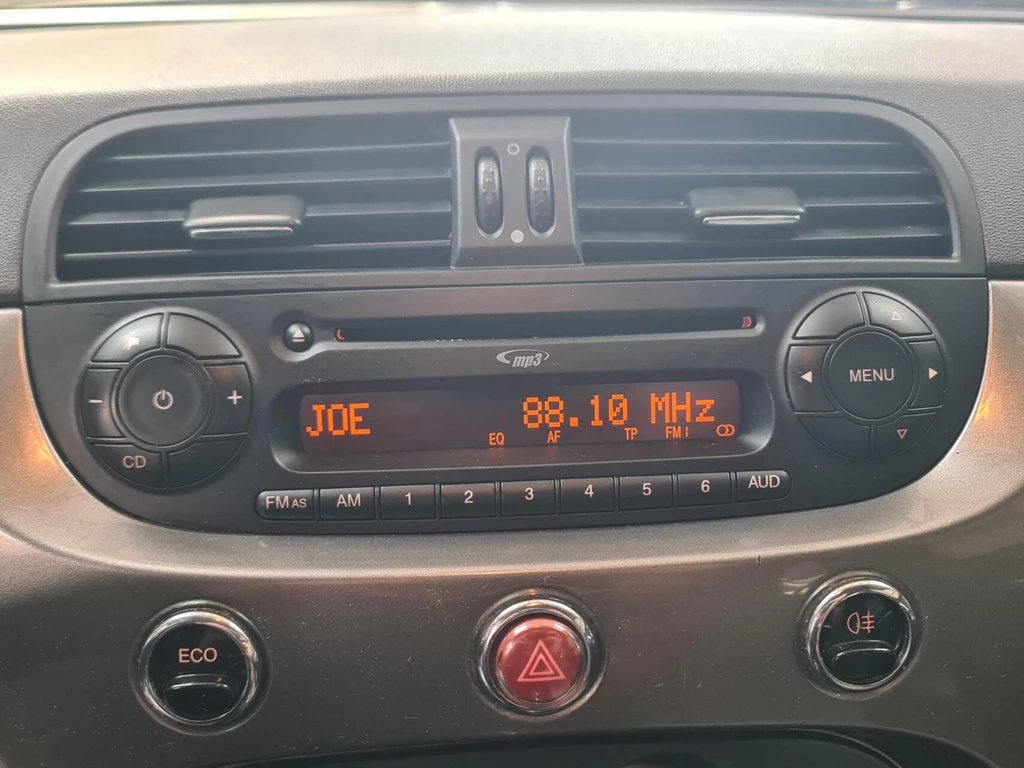 mp3
JOE 88.10 MHz
EQ AF TP FM1
− +
MENU
CD
FM AS AM 1 2 3 4 5 6 AUD
ECO